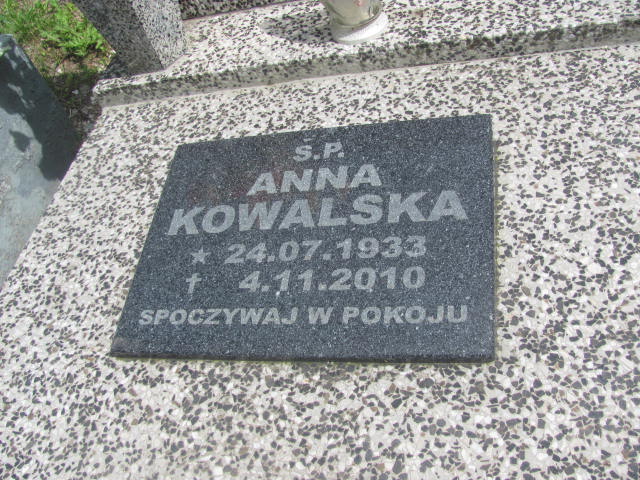 Ś.P.
ANNA
KOWALSKA
★ 24.07.1933
✝ 4.11.2010
SPOCZYWAJ W POKOJU